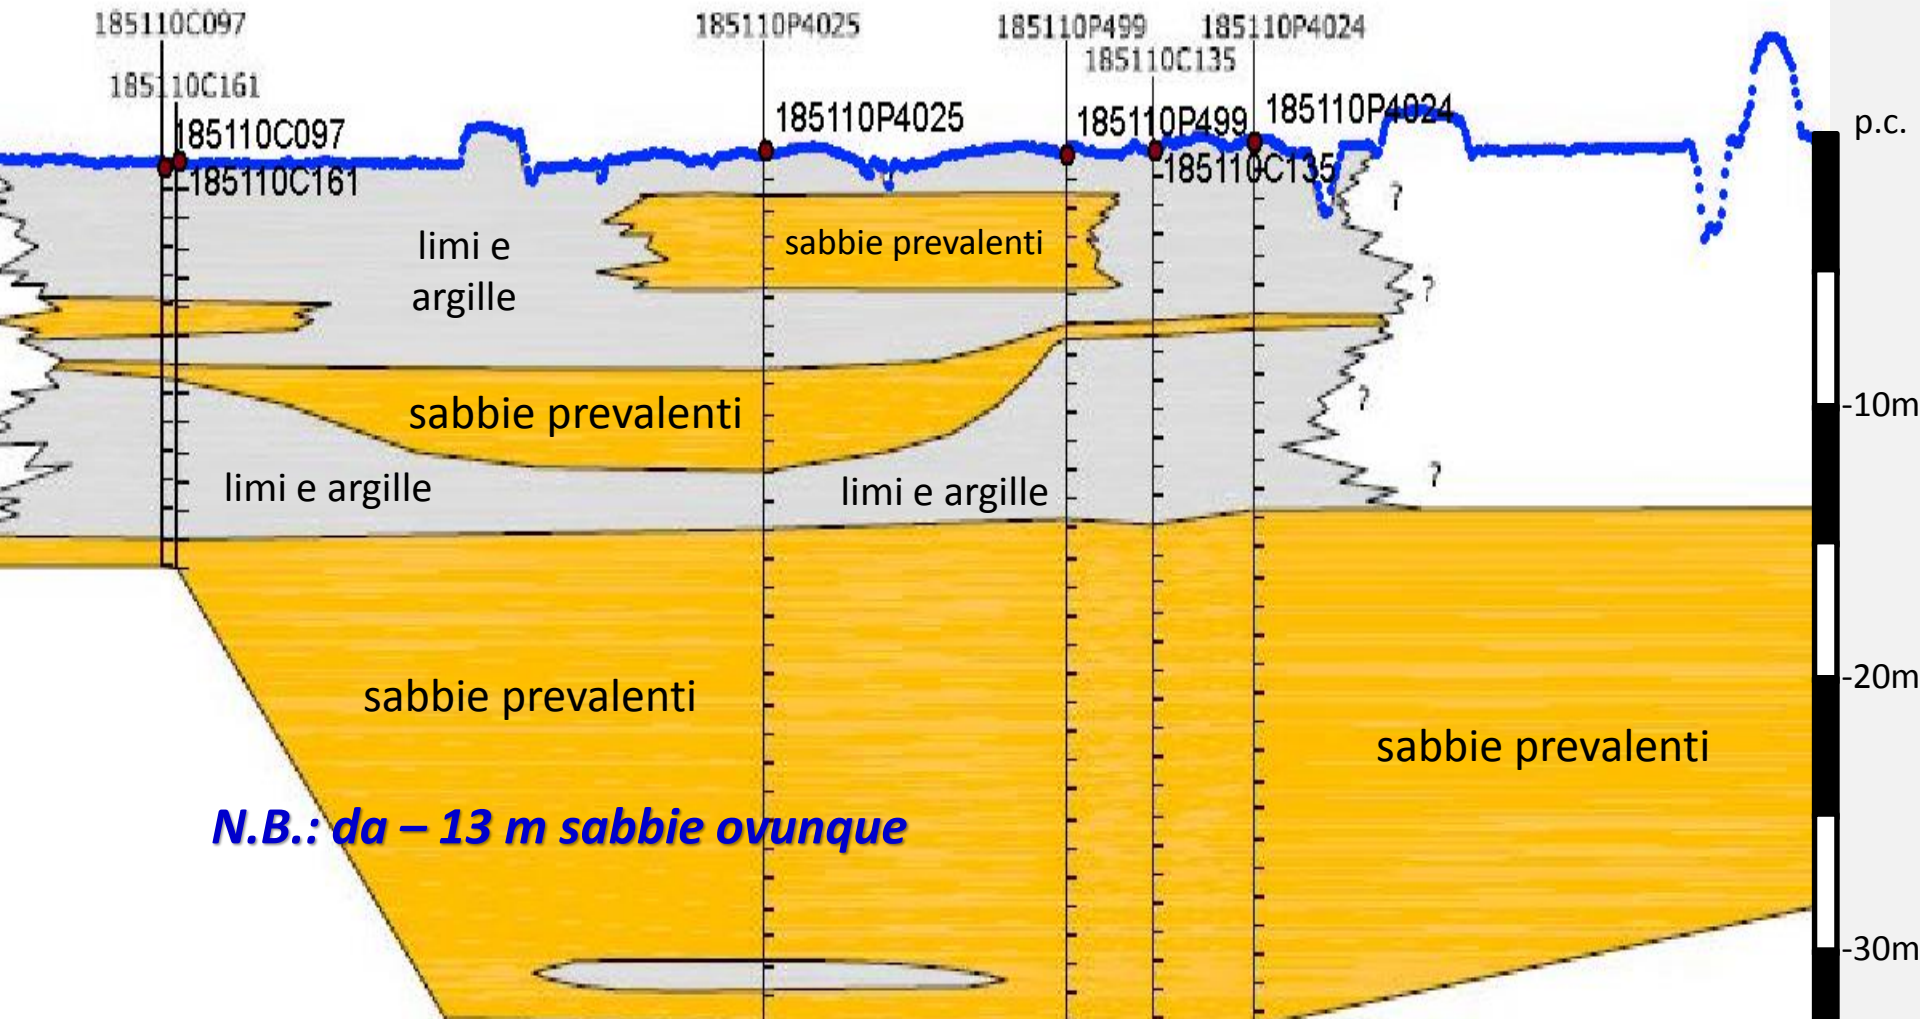 185110C097
185110P4025
185110P499
185110P4024
185110C135
185110C161
185110P4025
185110P499
185110P4024
p.c.
185110C097
185110C135
185110C161
?
limi e
argille
sabbie prevalenti
?
?
-10m
sabbie prevalenti
?
limi e argille
limi e argille
-20m
sabbie prevalenti
sabbie prevalenti
N.B.: da – 13 m sabbie ovunque
-30m